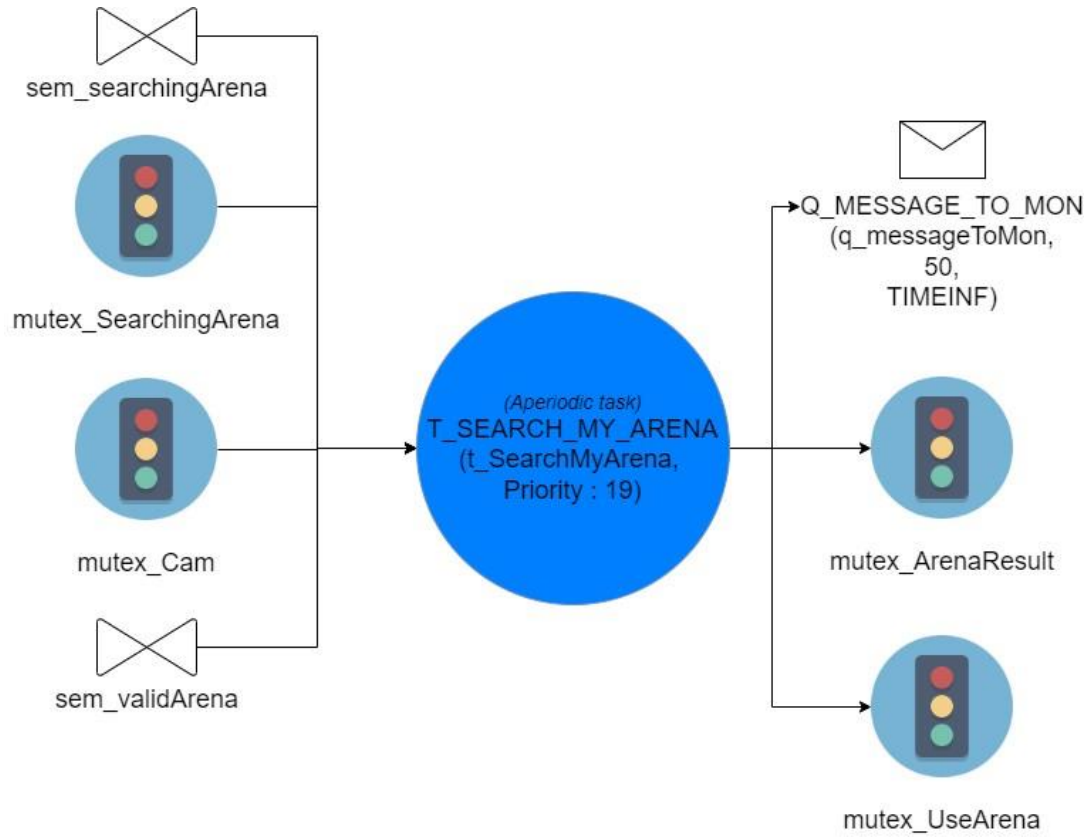 sem_searchingArena
mutex_SearchingArena
mutex_Cam
sem_validArena
(Aperiodic task)
T_SEARCH_MY_ARENA
(t_SearchMyArena,
Priority : 19)
Q_MESSAGE_TO_MON
(q_messageToMon,
50,
TIMEINF)
mutex_ArenaResult
mutex_UseArena